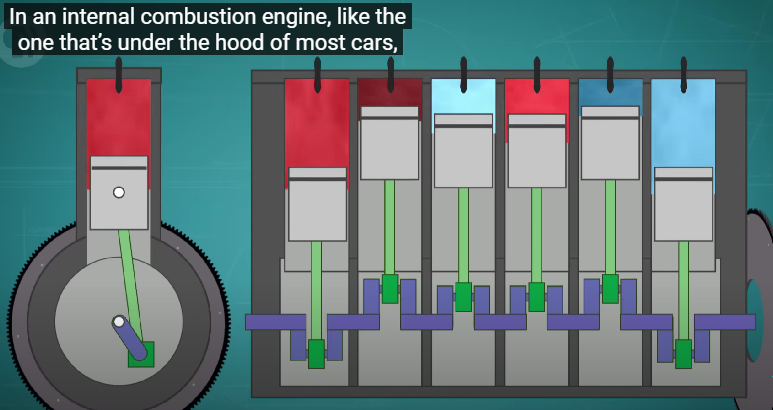 In an internal combustion engine, like the
one that's under the hood of most cars,